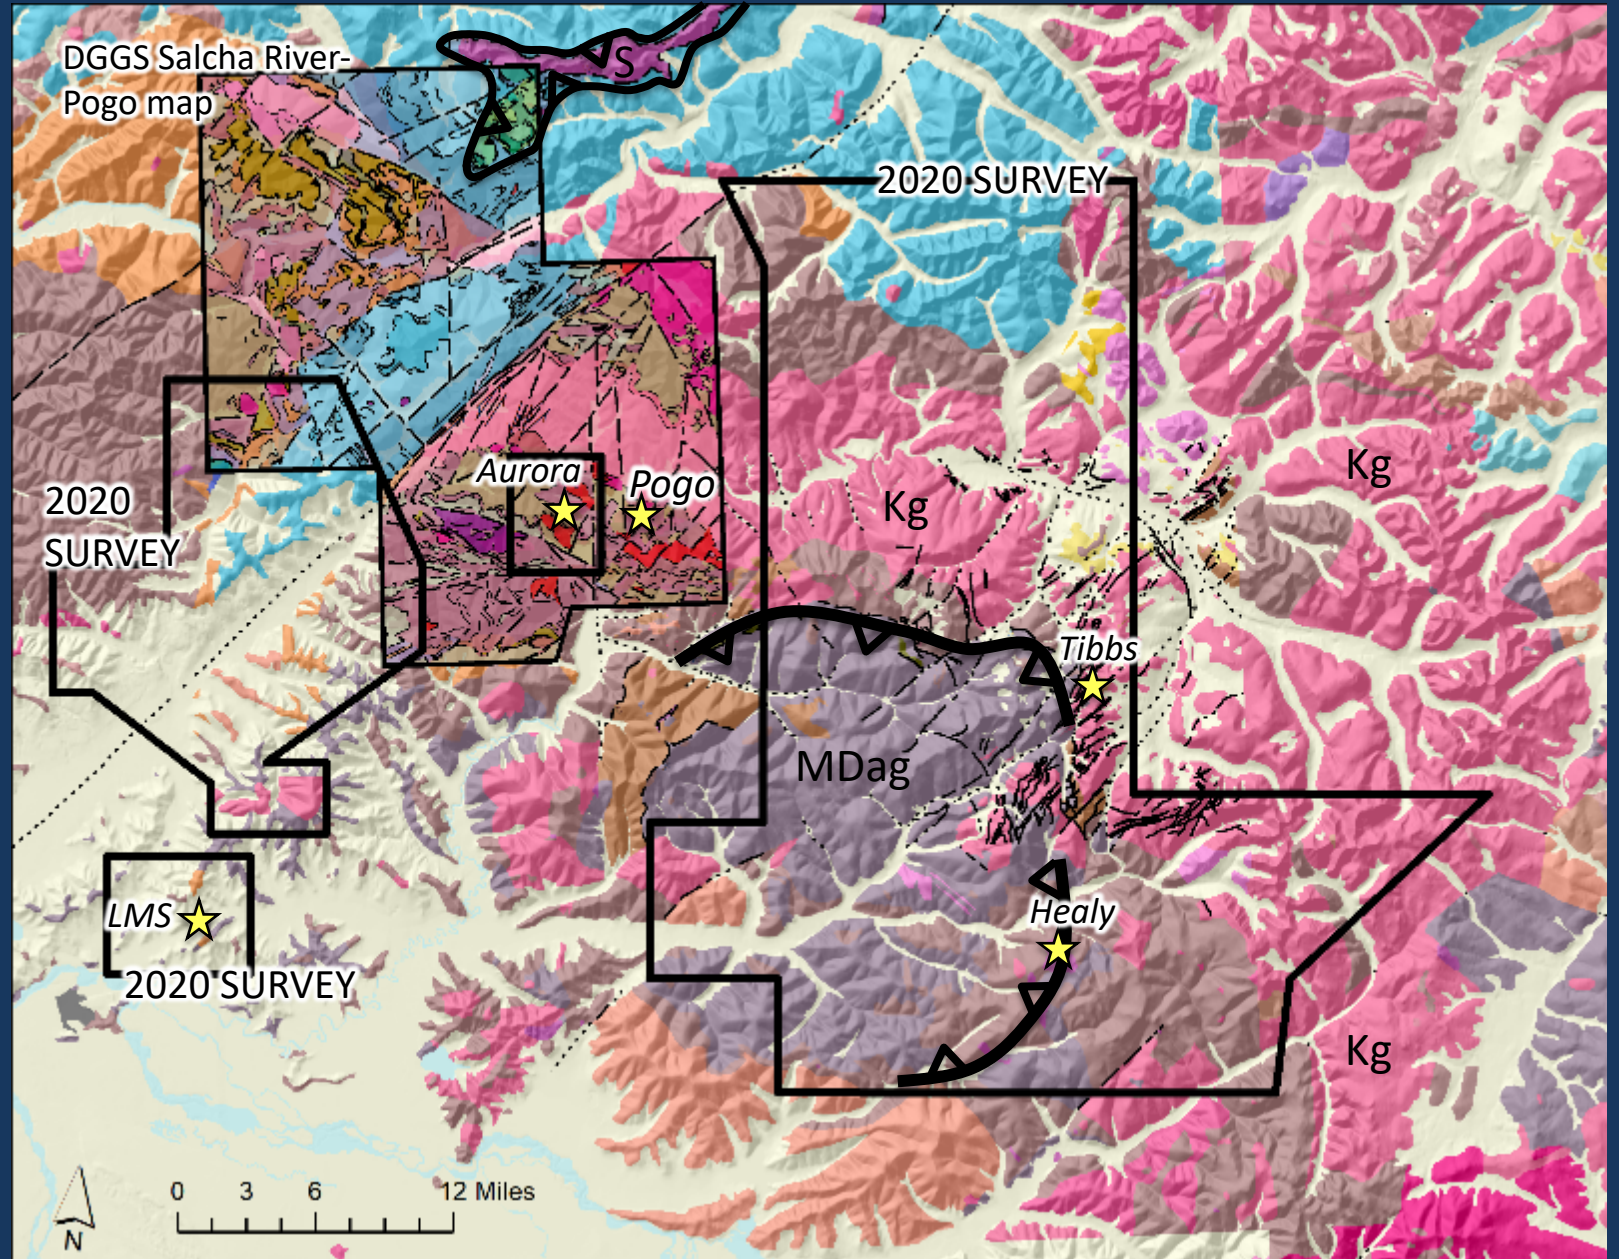 DGGS Salcha River-
Pogo map
S
2020 SURVEY
Aurora
Pogo
Kg
Kg
2020
SURVEY
Tibbs
MDag
Healy
LMS
2020 SURVEY
Kg
0 3 6 12 Miles
N